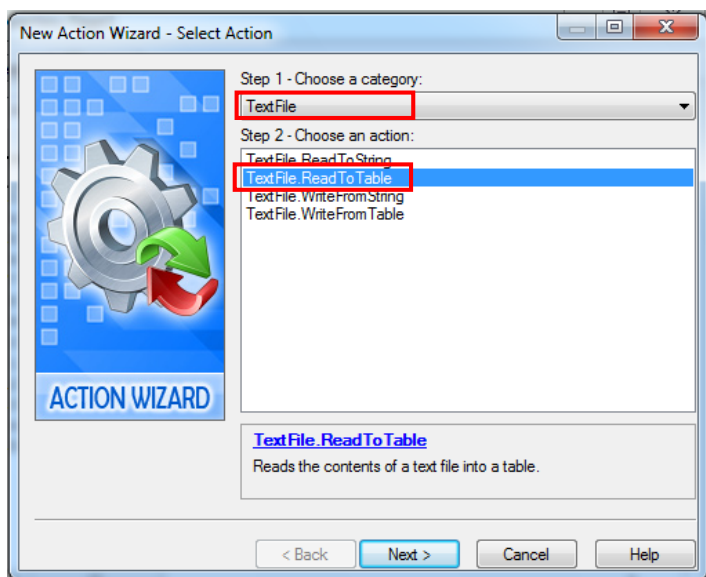 New Action Wizard - Select Action
Step 1 - Choose a category:
TextFile
Step 2 - Choose an action:
TextFile.ReadToString
TextFile.ReadToTable
TextFile.WriteFromString
TextFile.WriteFromTable
ACTION WIZARD
TextFile.ReadToTable
Reads the contents of a text file into a table.
< Back Next > Cancel Help